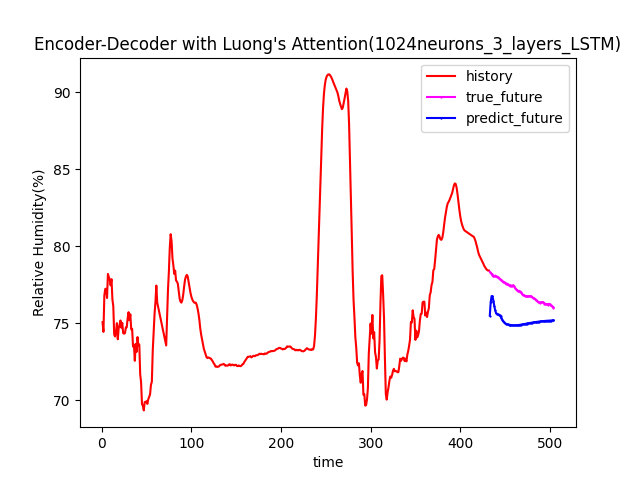 Encoder-Decoder with Luong's Attention(1024neurons_3_layers_LSTM)
history
true_future
predict_future
Relative Humidity(%)
90
85
80
75
70
0 100 200 300 400 500
time